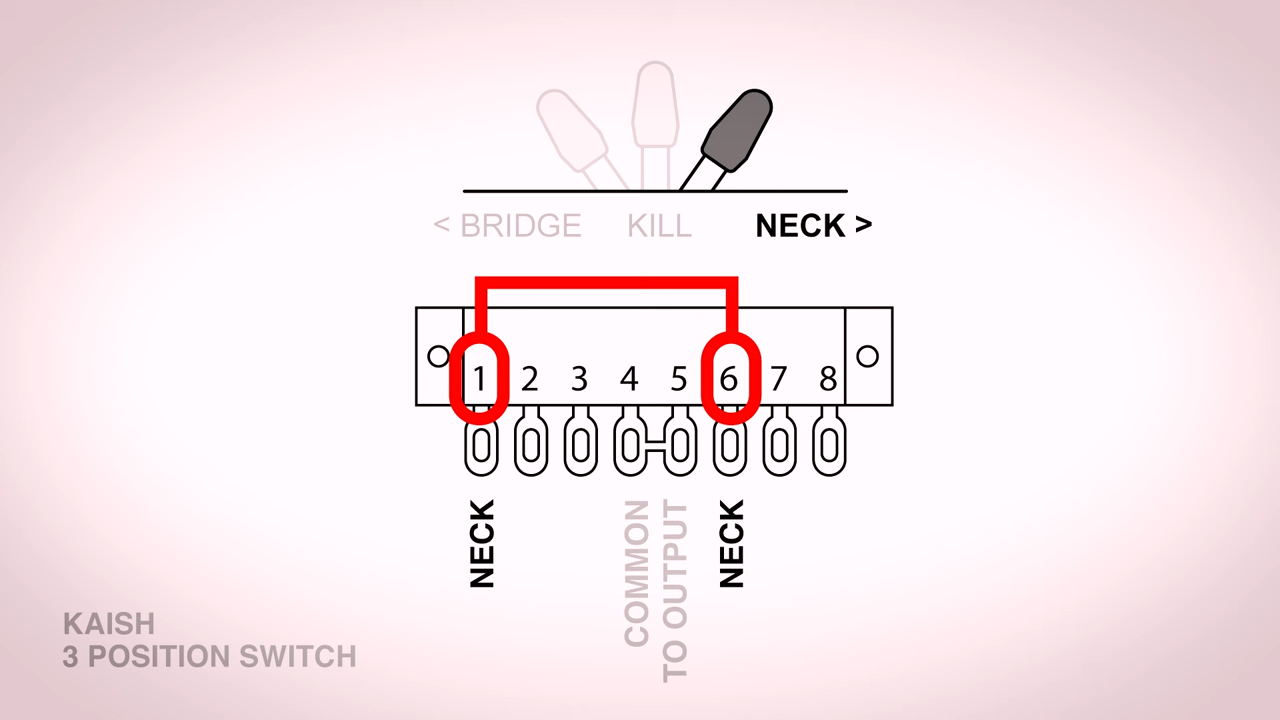 < BRIDGE KILL NECK >
1 2 3 4 5 6 7 8
NECK
COMMON
TO OUTPUT
NECK
KAISH
3 POSITION SWITCH